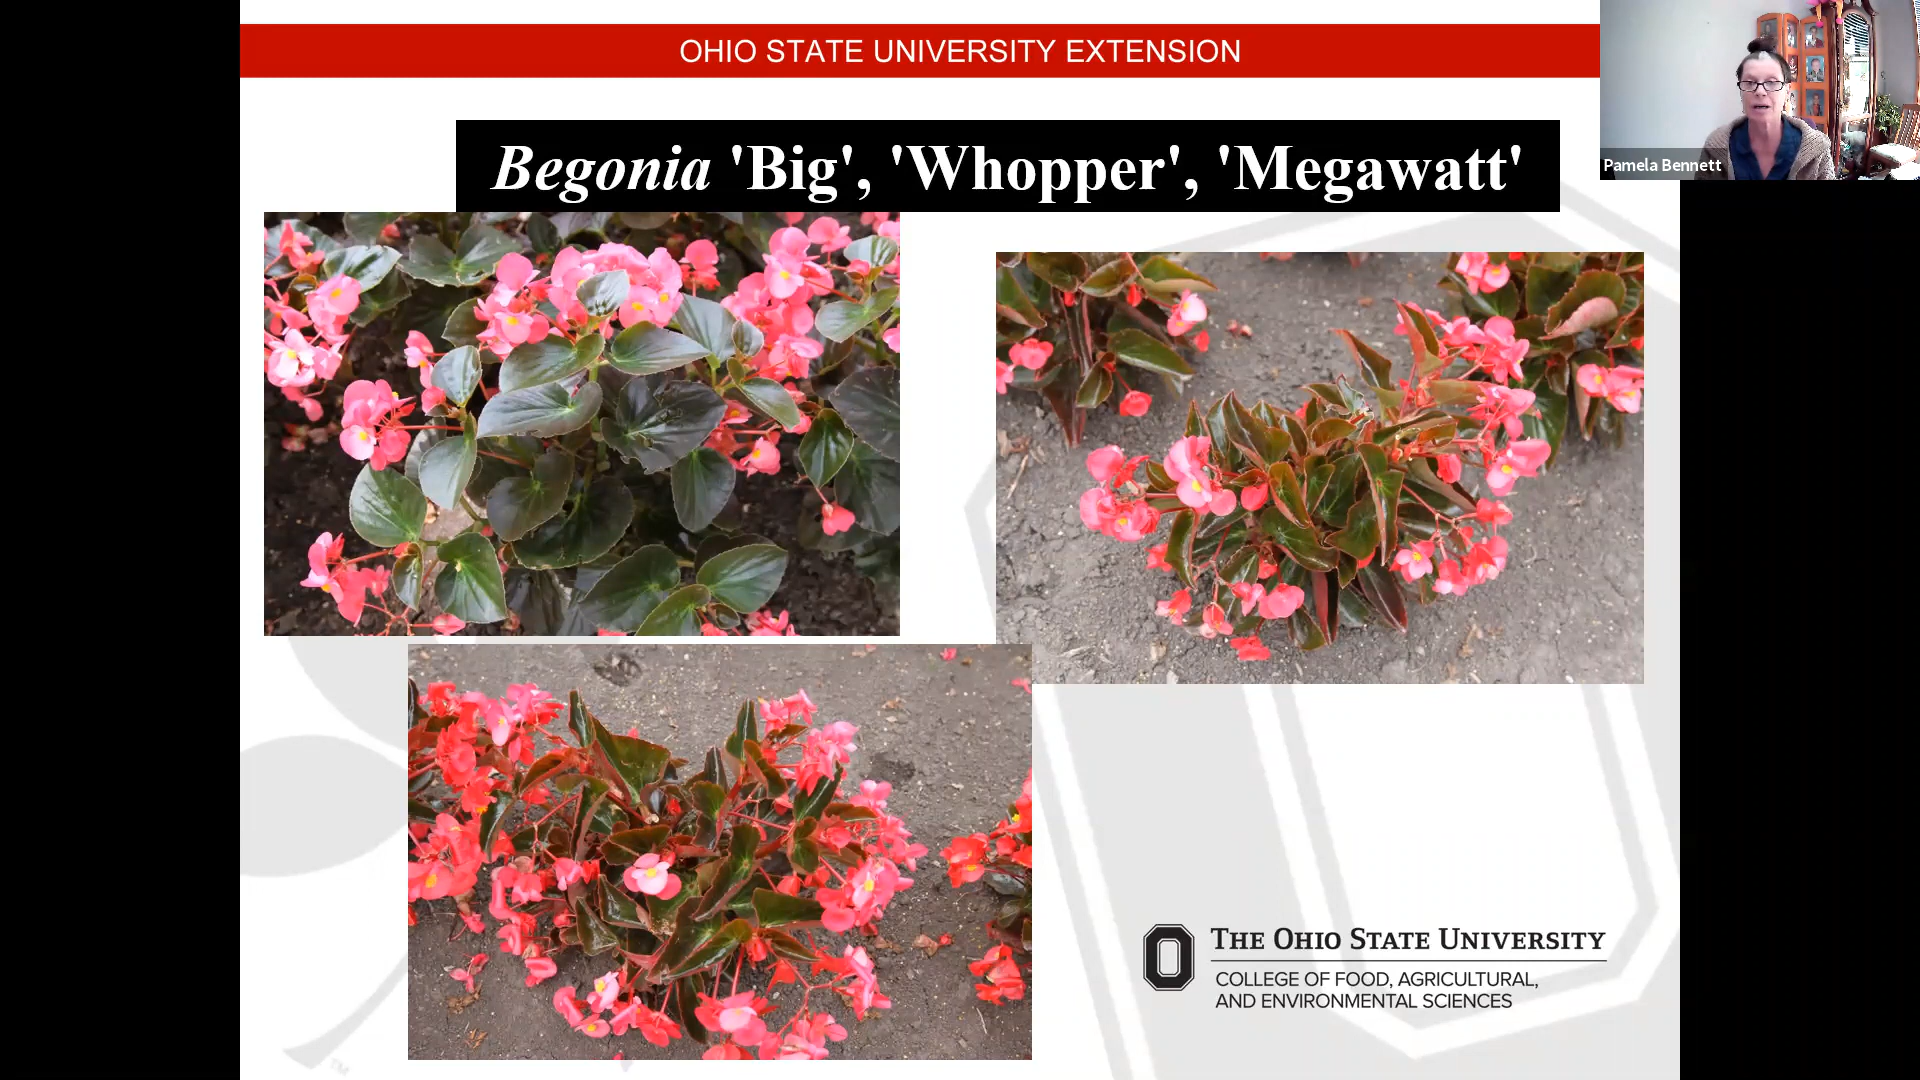 OHIO STATE UNIVERSITY EXTENSION
Pamela Bennett
Begonia 'Big', 'Whopper', 'Megawatt'
THE OHIO STATE UNIVERSITY
COLLEGE OF FOOD, AGRICULTURAL,
AND ENVIRONMENTAL SCIENCES
TM